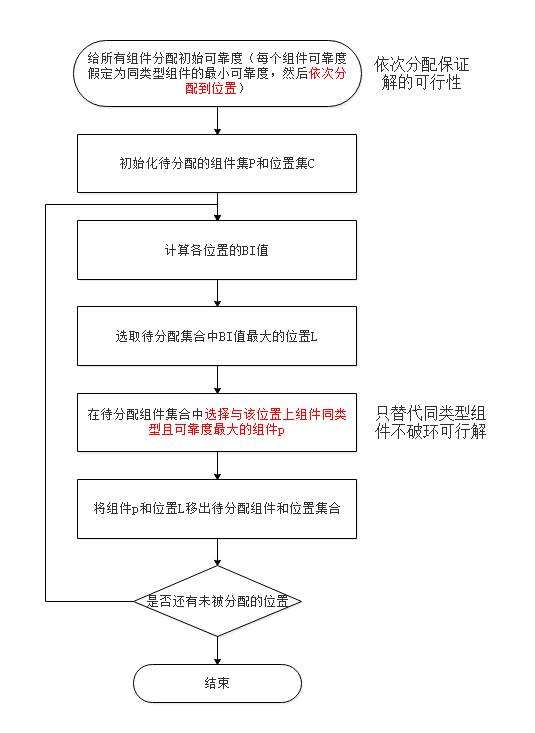 给所有组件分配初始可靠度（每个组件可靠度
假定为同类型组件的最小可靠度，然后依次分
配到位置）
依次分配保证
解的可行性
初始化待分配的组件集P和位置集C
计算各位置的BI值
选取待分配集合中BI值最大的位置L
在待分配组件集合中选择与该位置上组件同类
型且可靠度最大的组件p
只替代同类型组
件不破环可行解
将组件p和位置L移出待分配组件和位置集合
是否还有未被分配的位置
结束